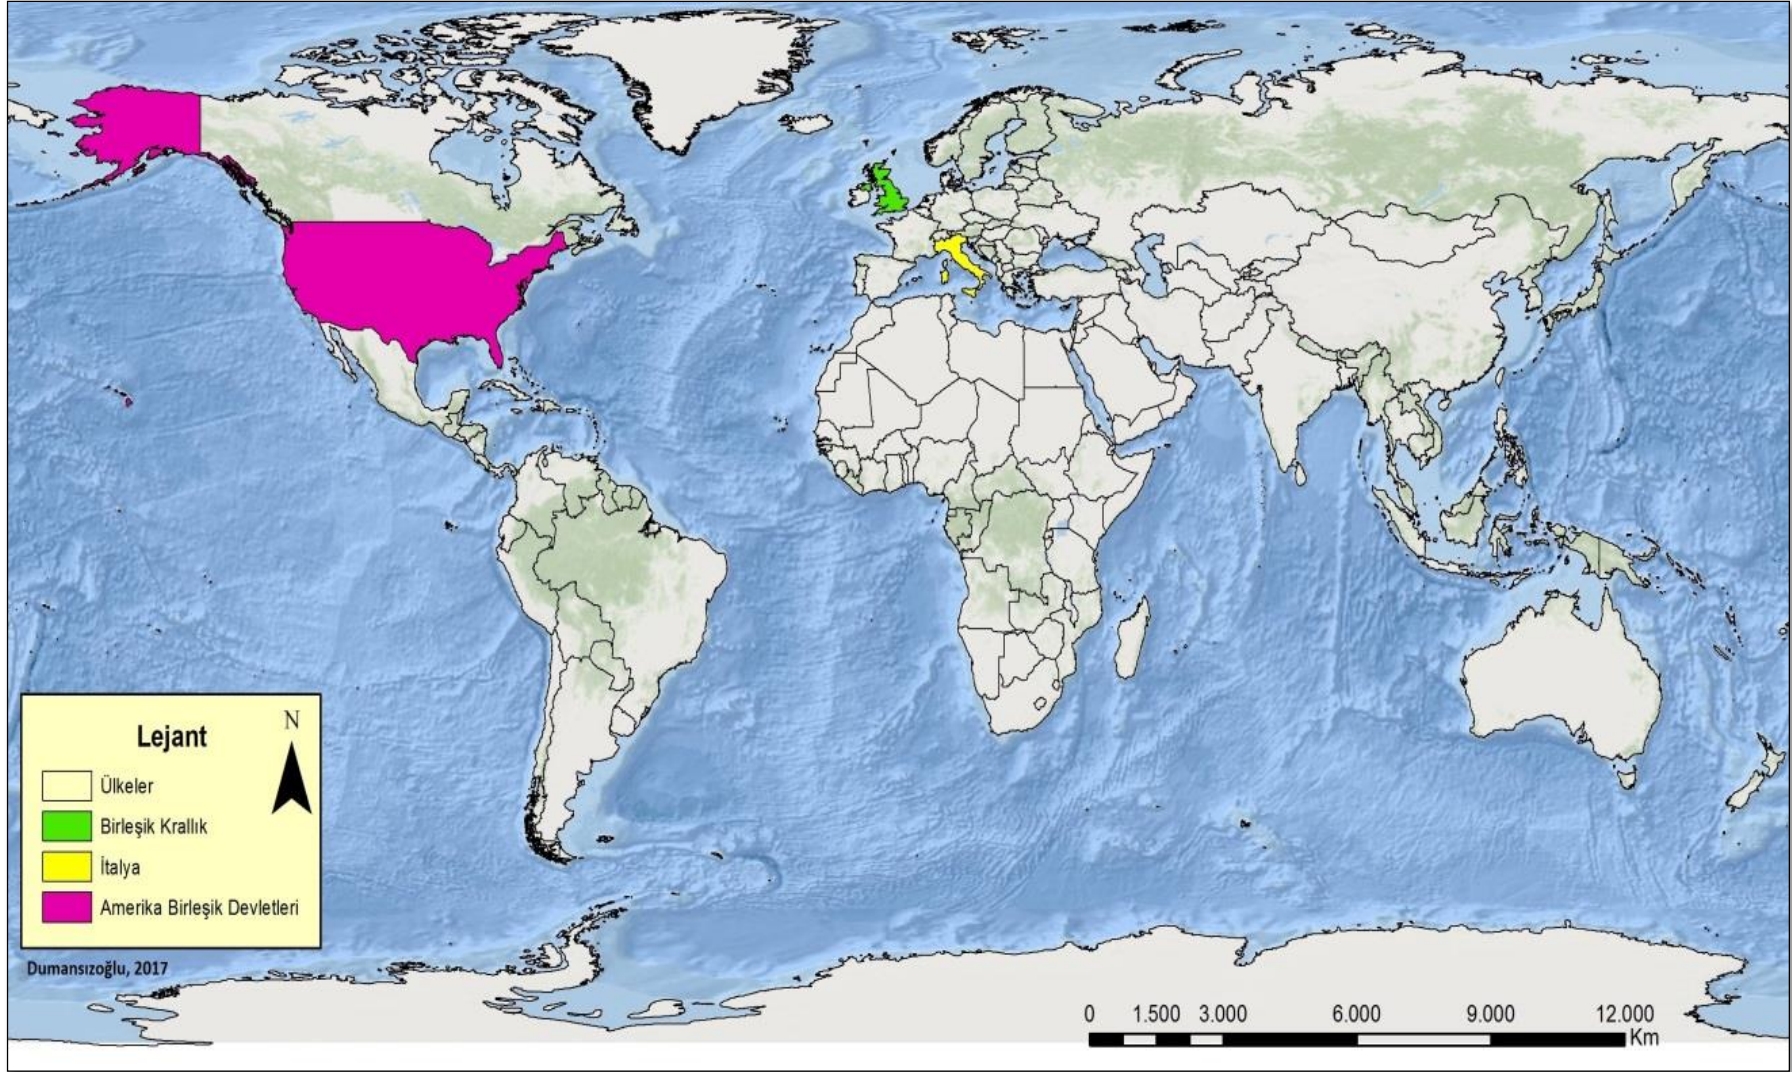 Lejant
N
Ülkeler
Birleşik Krallık
İtalya
Amerika Birleşik Devletleri
Dumansızoğlu, 2017
0 1.500 3.000 6.000 9.000 12.000
Km